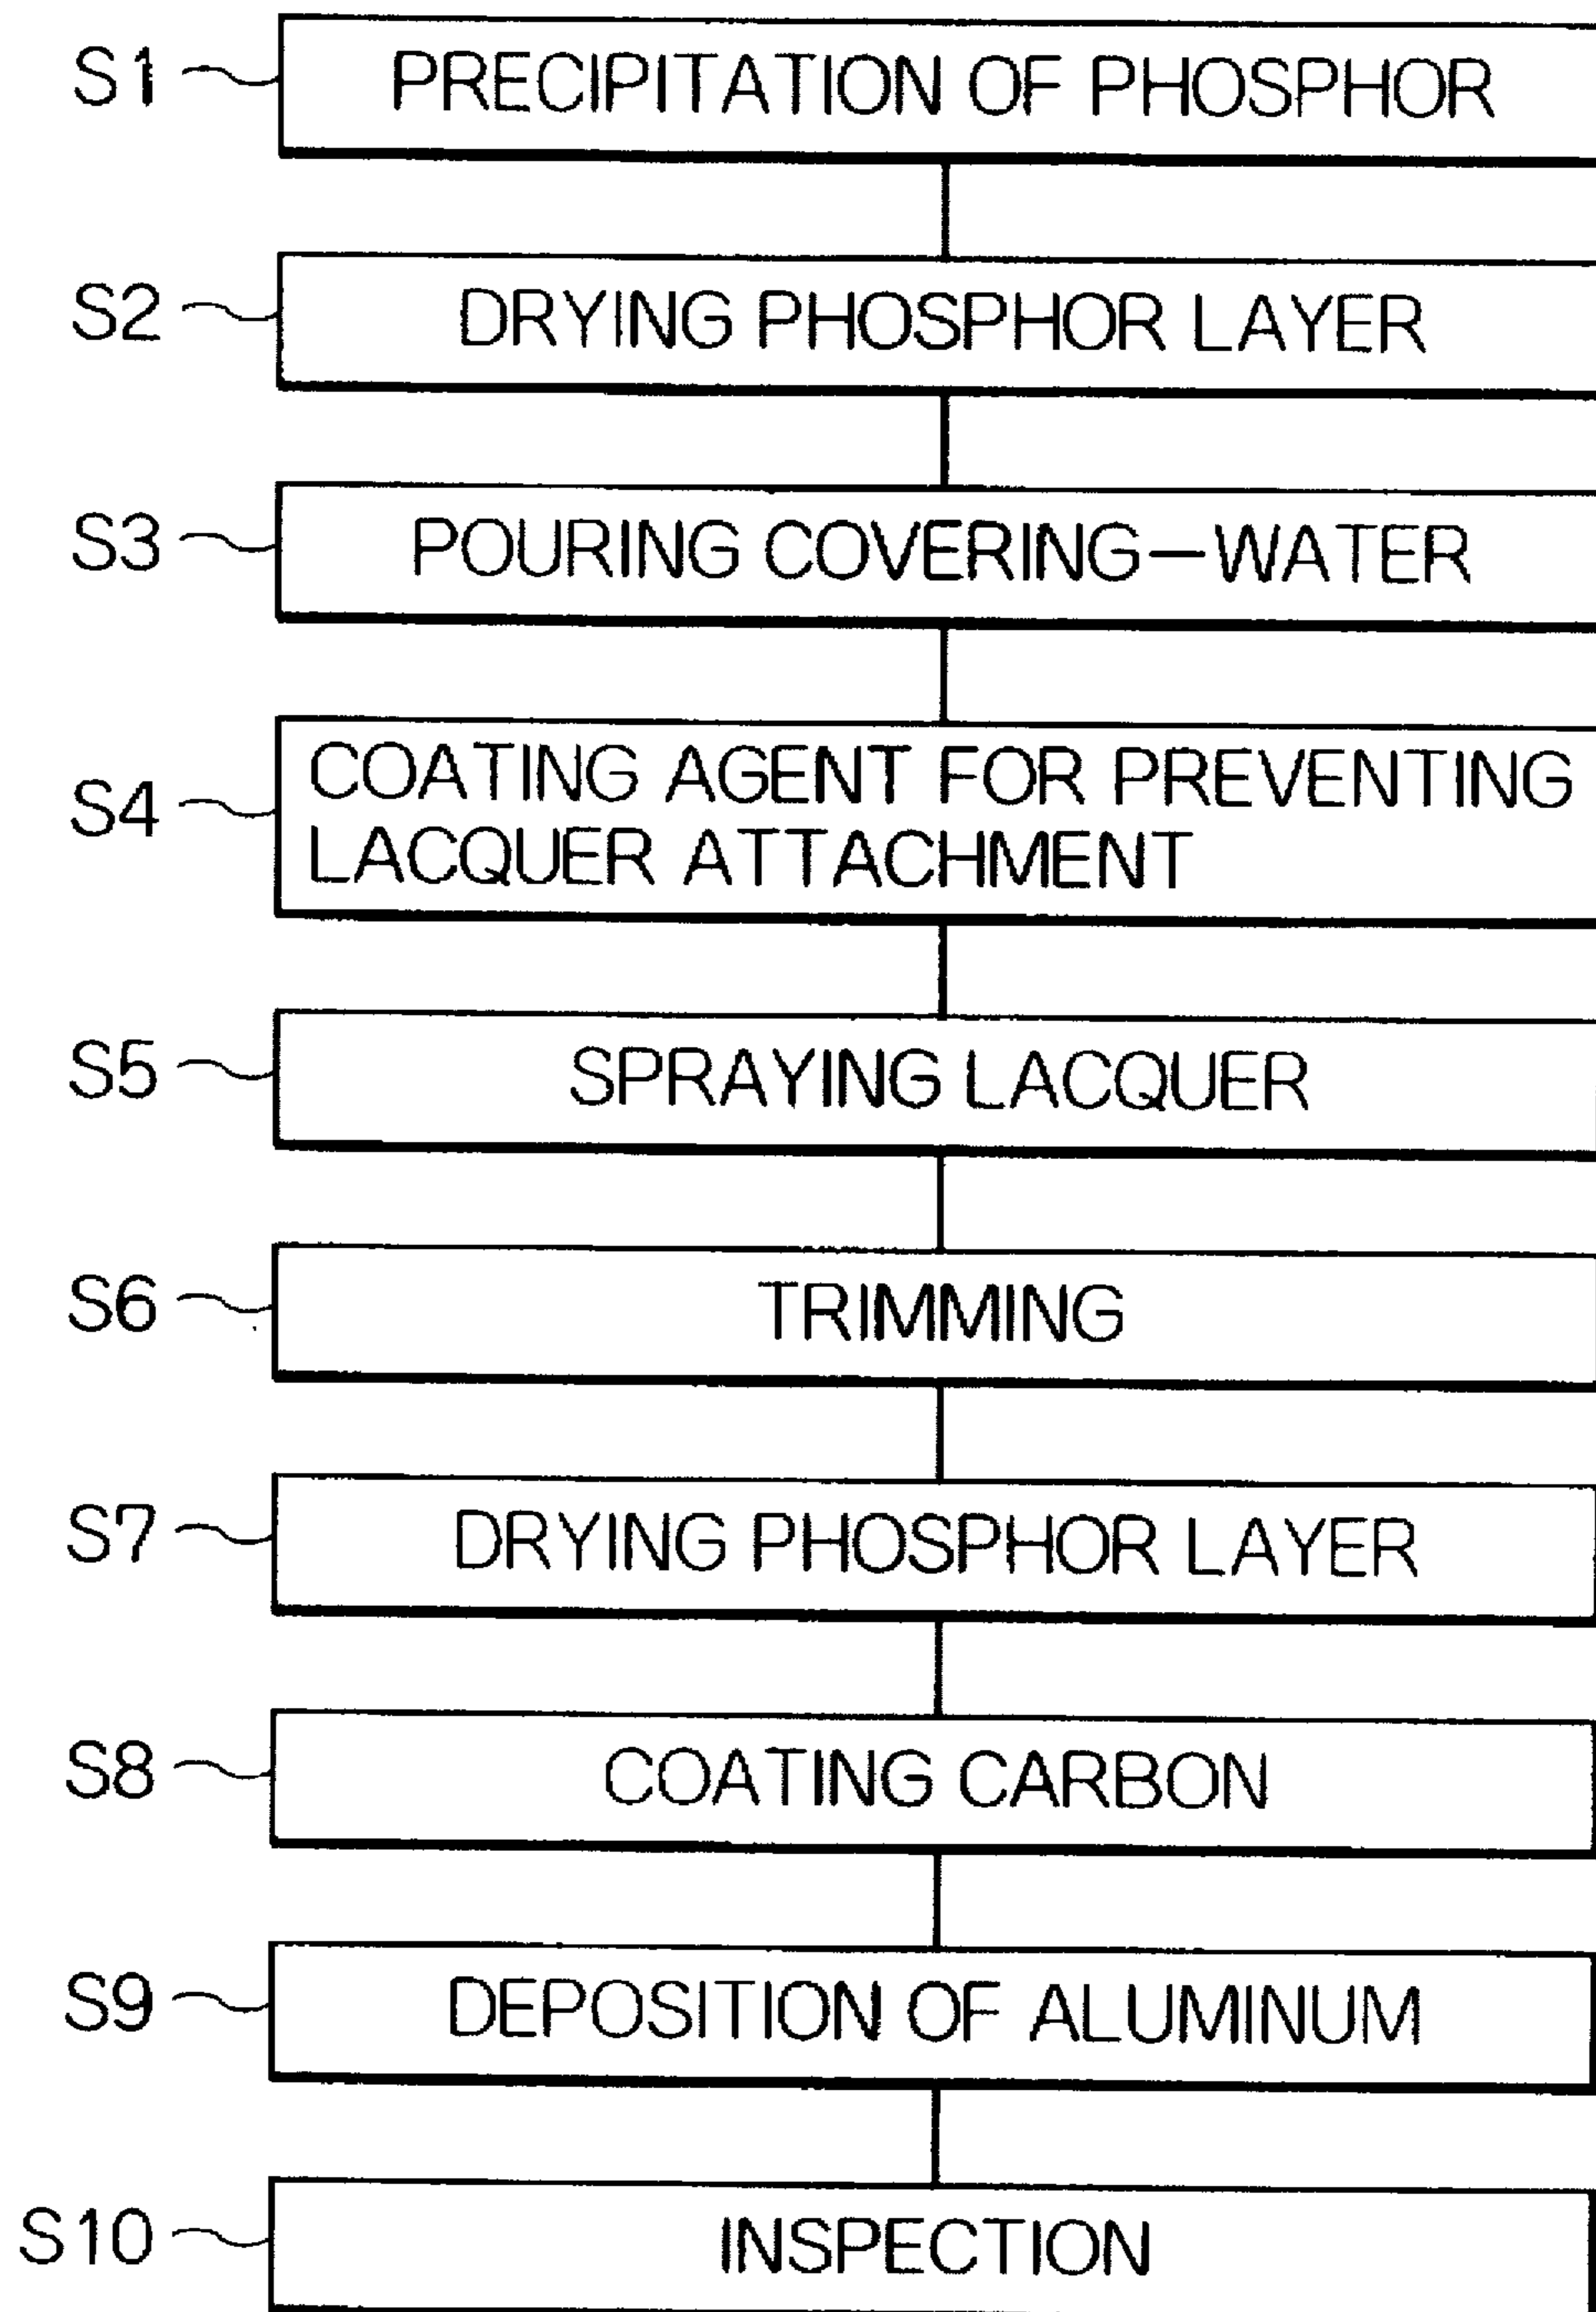 S1 PRECIPITATION OF PHOSPHOR
S2 DRYING PHOSPHOR LAYER
S3 POURING COVERING-WATER
S4 COATING AGENT FOR PREVENTING
LACQUER ATTACHMENT
S5 SPRAYING LACQUER
S6 TRIMMING
S7 DRYING PHOSPHOR LAYER
S8 COATING CARBON
S9 DEPOSITION OF ALUMINUM
S10 INSPECTION